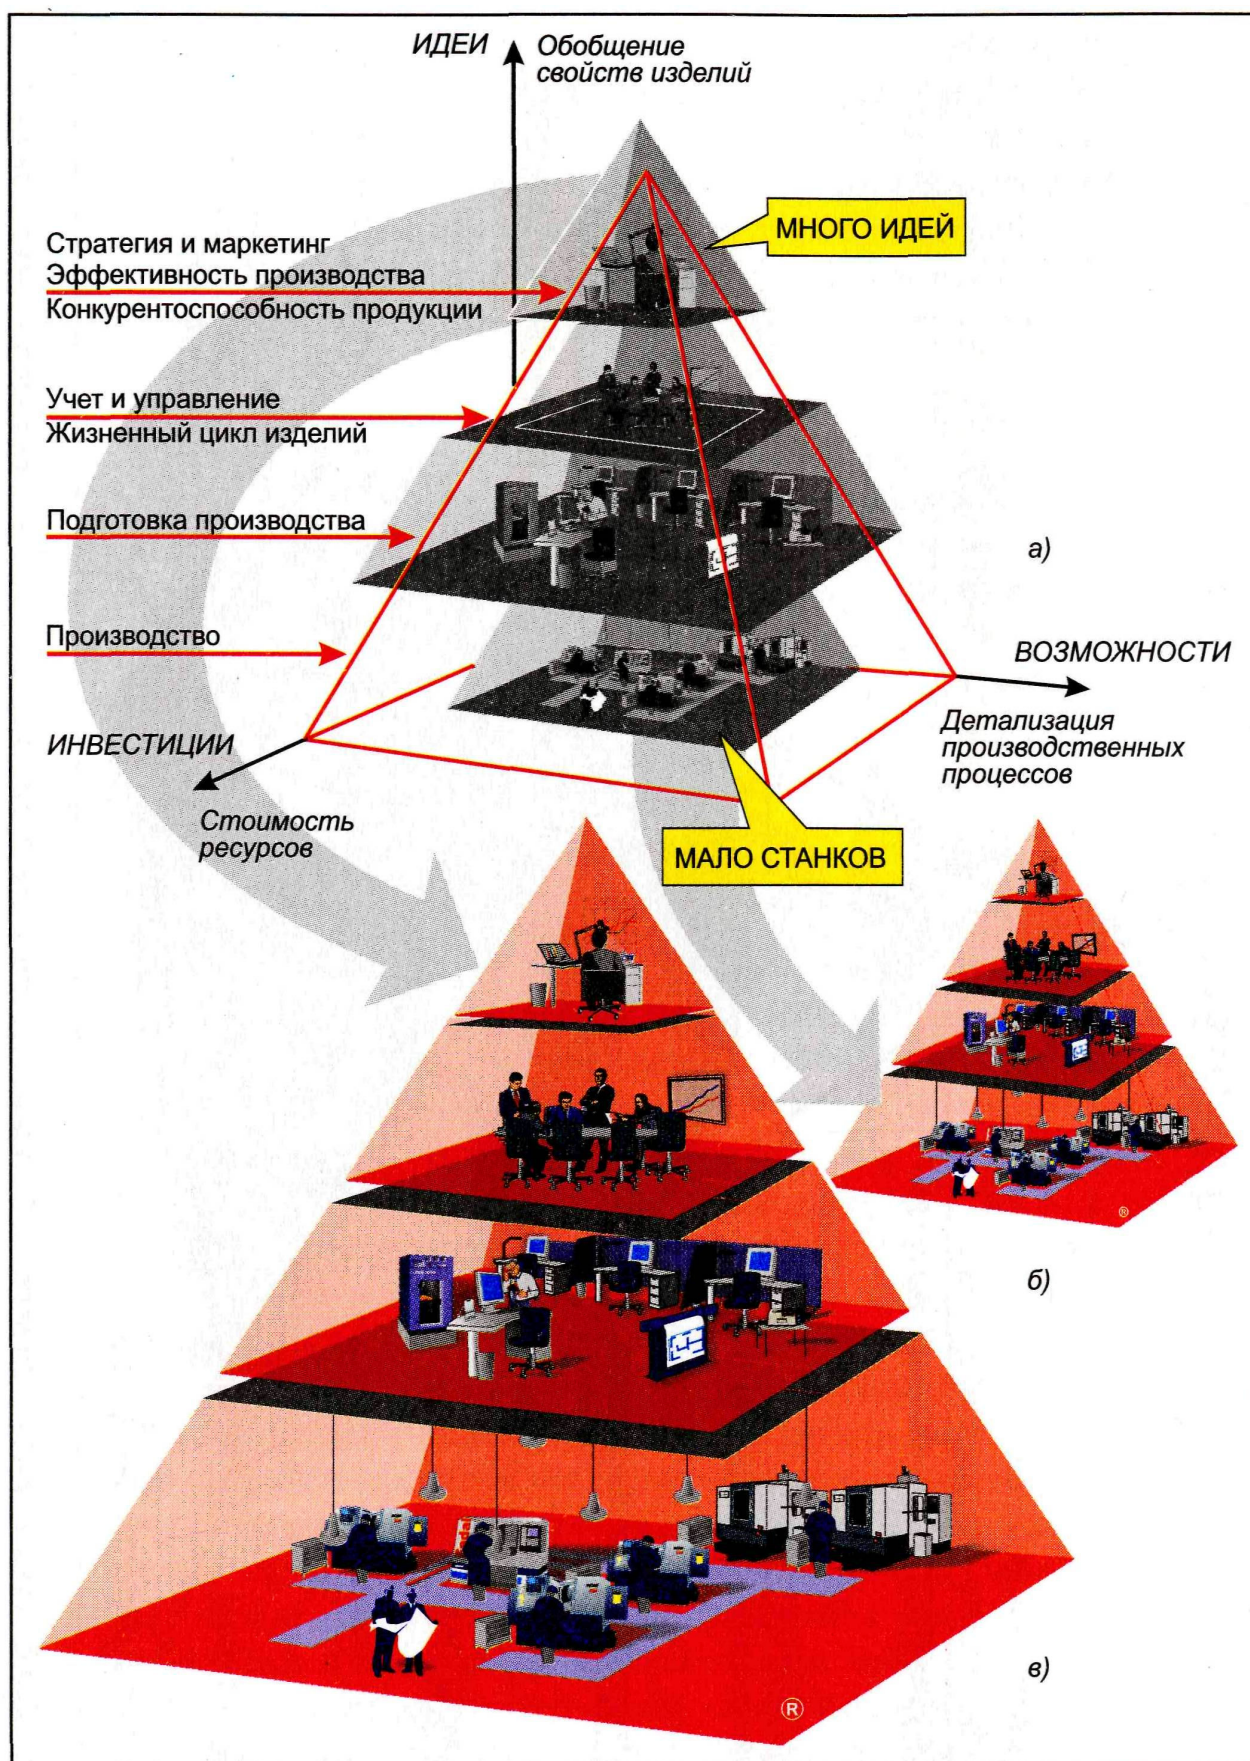 ИДЕИ
Обобщение
свойств изделий
МНОГО ИДЕЙ
Стратегия и маркетинг
Эффективность производства
Конкурентоспособность продукции
Учет и управление
Жизненный цикл изделий
Подготовка производства
а)
Производство
ВОЗМОЖНОСТИ
Детализация
производственных
процессов
ИНВЕСТИЦИИ
Стоимость
ресурсов
МАЛО СТАНКОВ
®
б)
в)
®